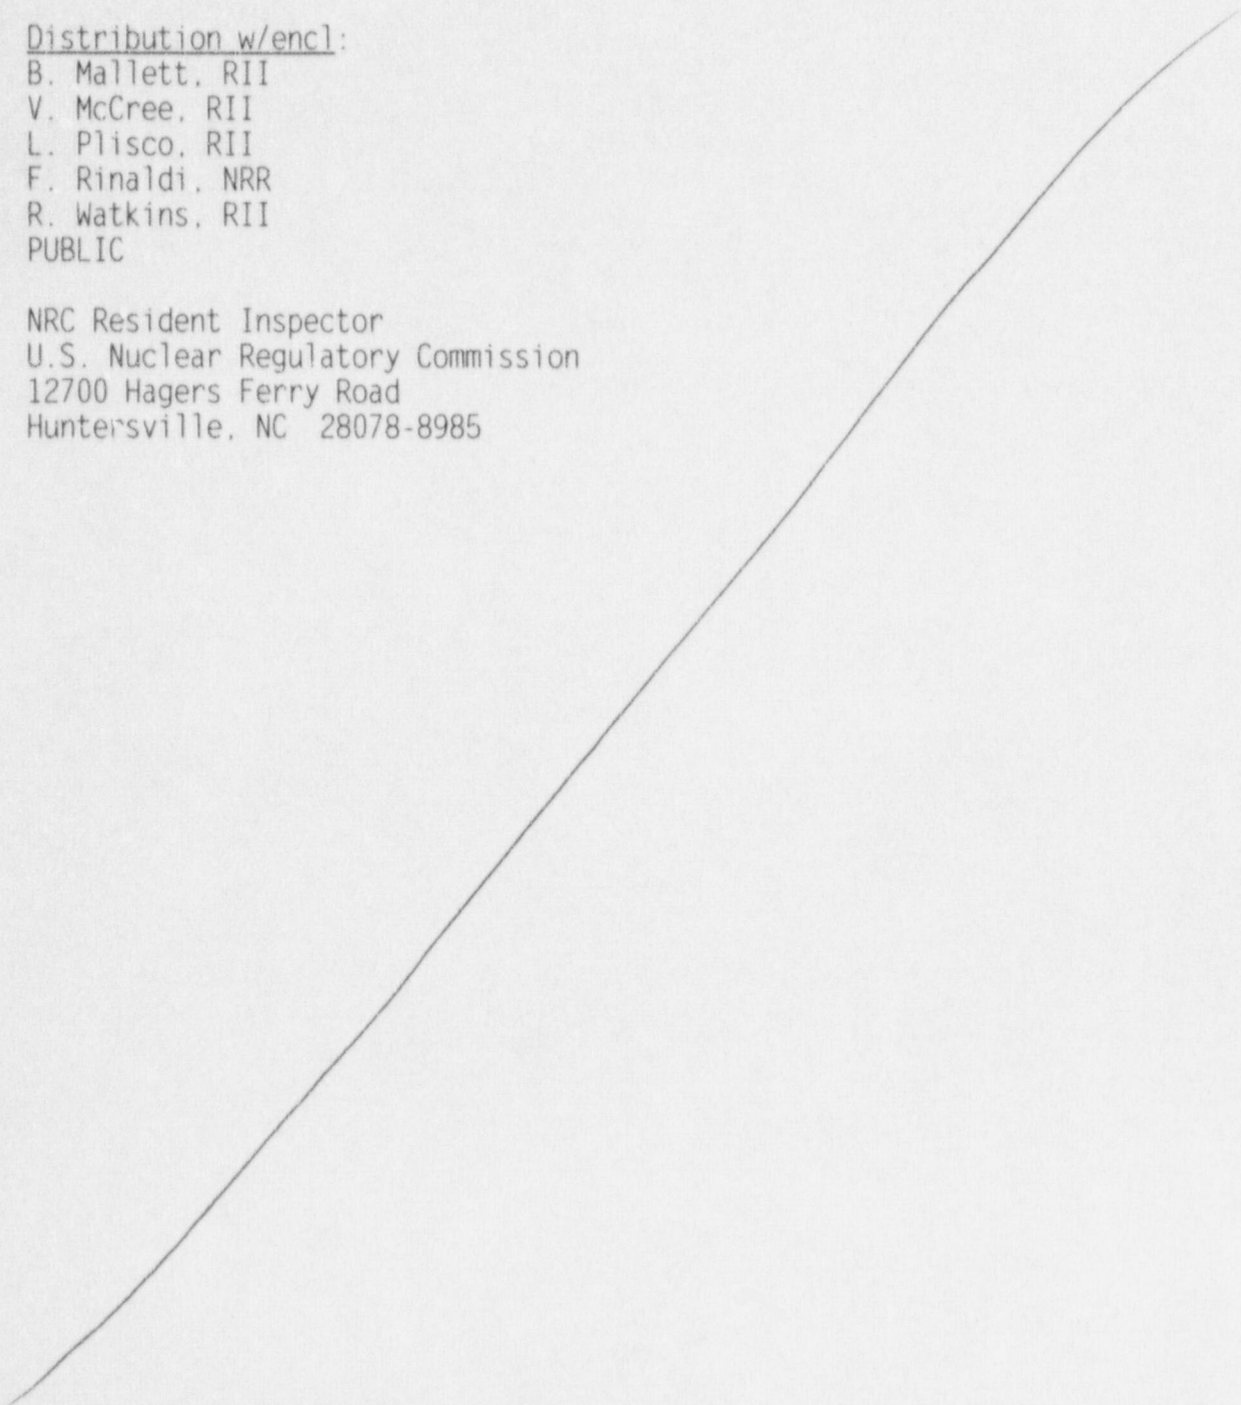 Distribution w/encl:
B. Mallett, RII
V. McCree, RII
L. Plisco, RII
F. Rinaldi, NRR
R. Watkins, RII
PUBLIC
NRC Resident Inspector
U.S. Nuclear Regulatory Commission
12700 Hagers Ferry Road
Huntersville, NC 28078-8985